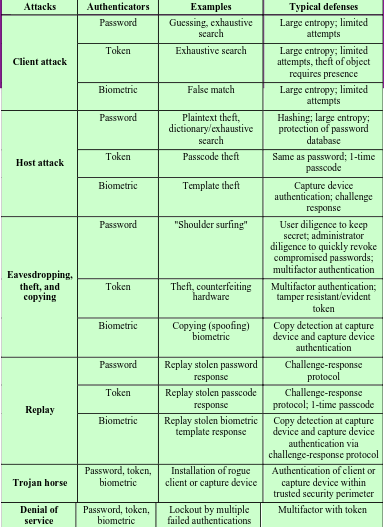 Attacks Authenticators Examples Typical defenses
Client attack
Password
Guessing, exhaustive
search
Large entropy; limited
attempts
Token
Exhaustive search
Large entropy; limited
attempts, theft of object
requires presence
Biometric
False match
Large entropy; limited
attempts
Host attack
Password
Plaintext theft,
dictionary/exhaustive
search
Hashing; large entropy;
protection of password
database
Token
Passcode theft
Same as password; 1-time
passcode
Biometric
Template theft
Capture device
authentication; challenge
response
Eavesdropping,
theft, and
copying
Password
"Shoulder surfing"
User diligence to keep
secret; administrator
diligence to quickly revoke
compromised passwords;
multifactor authentication
Token
Theft, counterfeiting
hardware
Multifactor authentication;
tamper resistant/evident
token
Biometric
Copying (spoofing)
biometric
Copy detection at capture
device and capture device
authentication
Replay
Password
Replay stolen password
response
Challenge-response
protocol
Token
Replay stolen passcode
response
Challenge-response
protocol; 1-time passcode
Biometric
Replay stolen biometric
template response
Copy detection at capture
device and capture device
authentication via
challenge-response protocol
Trojan horse
Password, token,
biometric
Installation of rogue
client or capture device
Authentication of client or
capture device within
trusted security perimeter
Denial of
service
Password, token,
biometric
Lockout by multiple
failed authentications
Multifactor with token